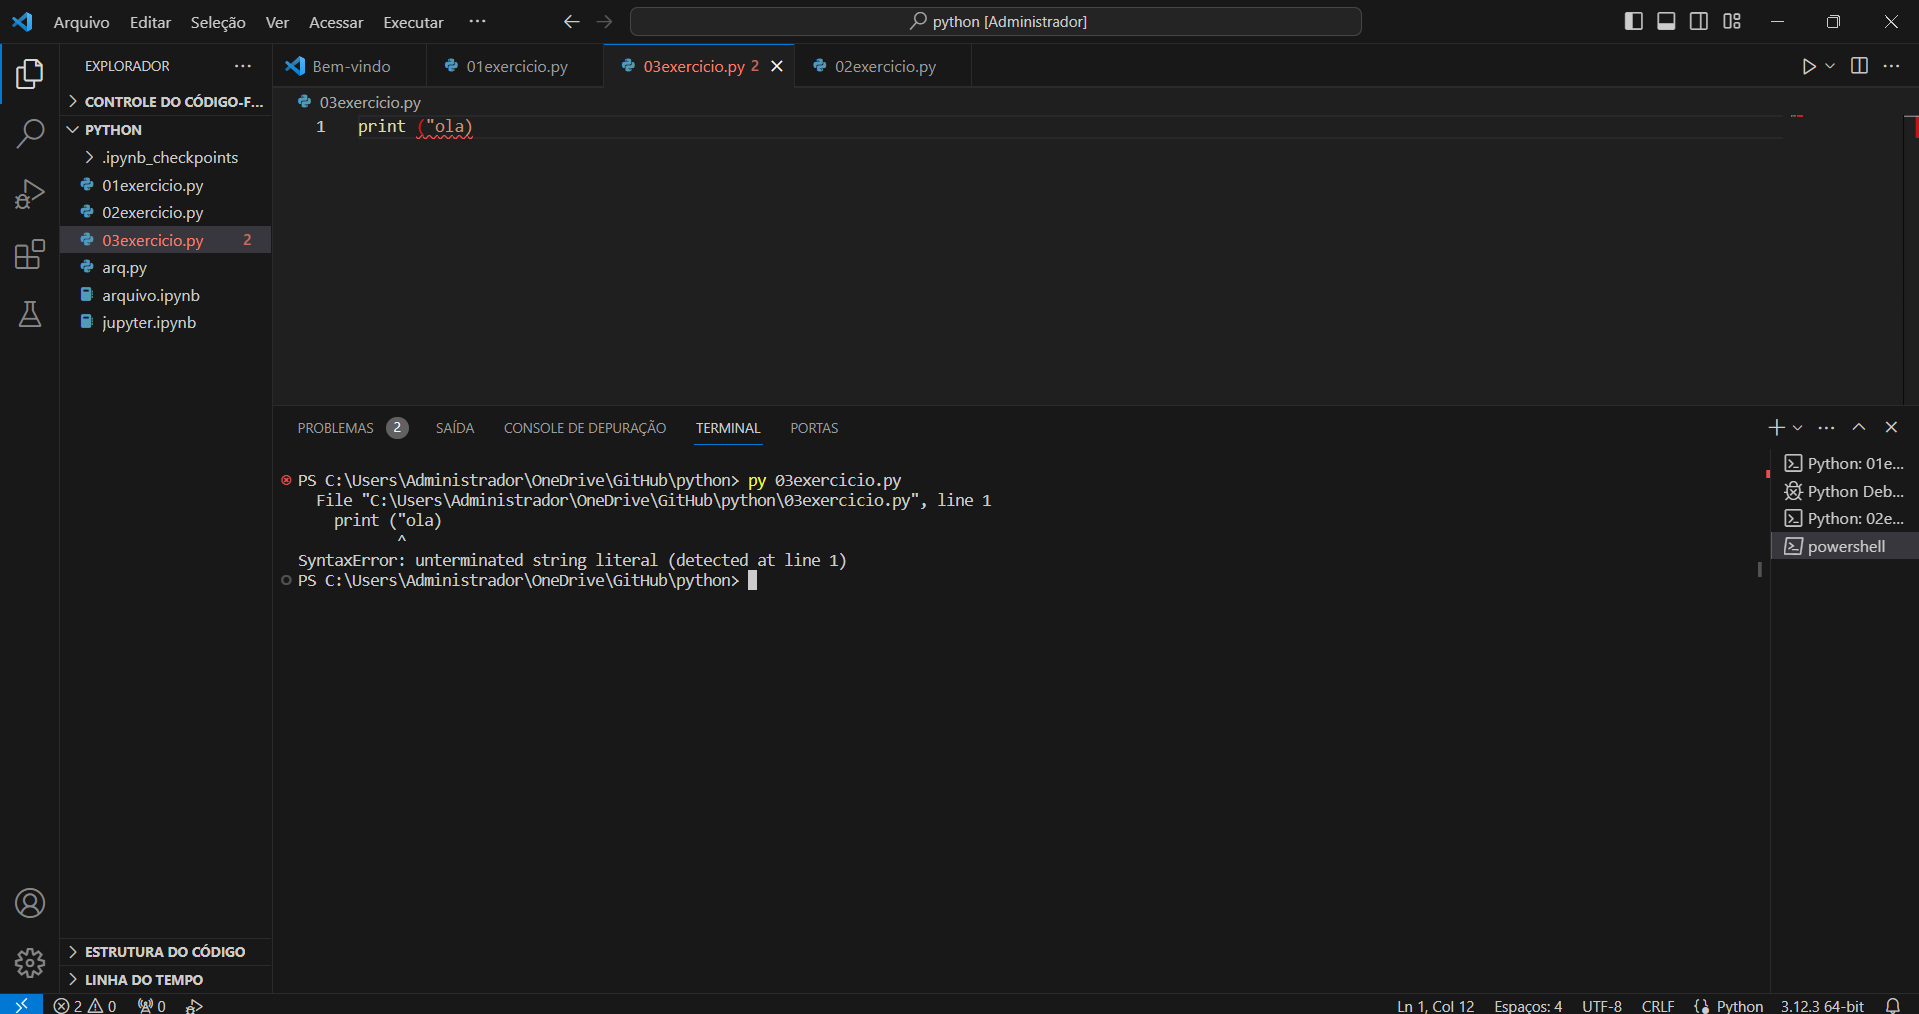 Arquivo Editar Seleção Ver Acessar Executar ··· python [Administrador]
EXPLORADOR ···
CONTROLE DO CÓDIGO-F...
PYTHON
.ipynb_checkpoints
01exercicio.py
02exercicio.py
03exercicio.py 2
arq.py
arquivo.ipynb
jupyter.ipynb
ESTRUTURA DO CÓDIGO
LINHA DO TEMPO
Bem-vindo 01exercicio.py 03exercicio.py 2 02exercicio.py
03exercicio.py
1 print ("ola)
PROBLEMAS 2 SAÍDA CONSOLE DE DEPURAÇÃO TERMINAL PORTAS
PS C:\Users\Administrador\OneDrive\GitHub\python> py 03exercicio.py
File "C:\Users\Administrador\OneDrive\GitHub\python\03exercicio.py", line 1
print ("ola)
^
SyntaxError: unterminated string literal (detected at line 1)
PS C:\Users\Administrador\OneDrive\GitHub\python>
Python: 01e...
Python Deb...
Python: 02e...
powershell
2 0 0 Ln 1, Col 12 Espaços: 4 UTF-8 CRLF Python 3.12.3 64-bit